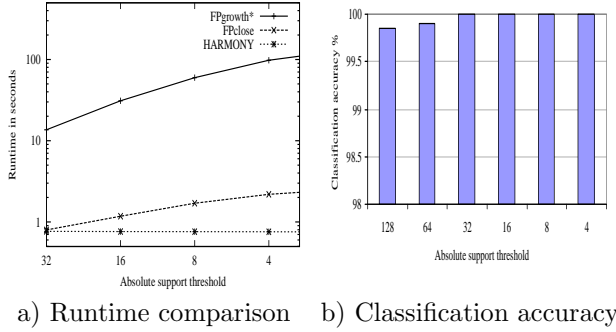 FPgrowth*
FPclose
HARMONY
Runtime in seconds
100
10
1
32 16 8 4
Absolute support threshold
a) Runtime comparison
Classification accuracy %
100
99.5
99
98.5
98
128 64 32 16 8 4
Absolute support threshold
b) Classification accuracy